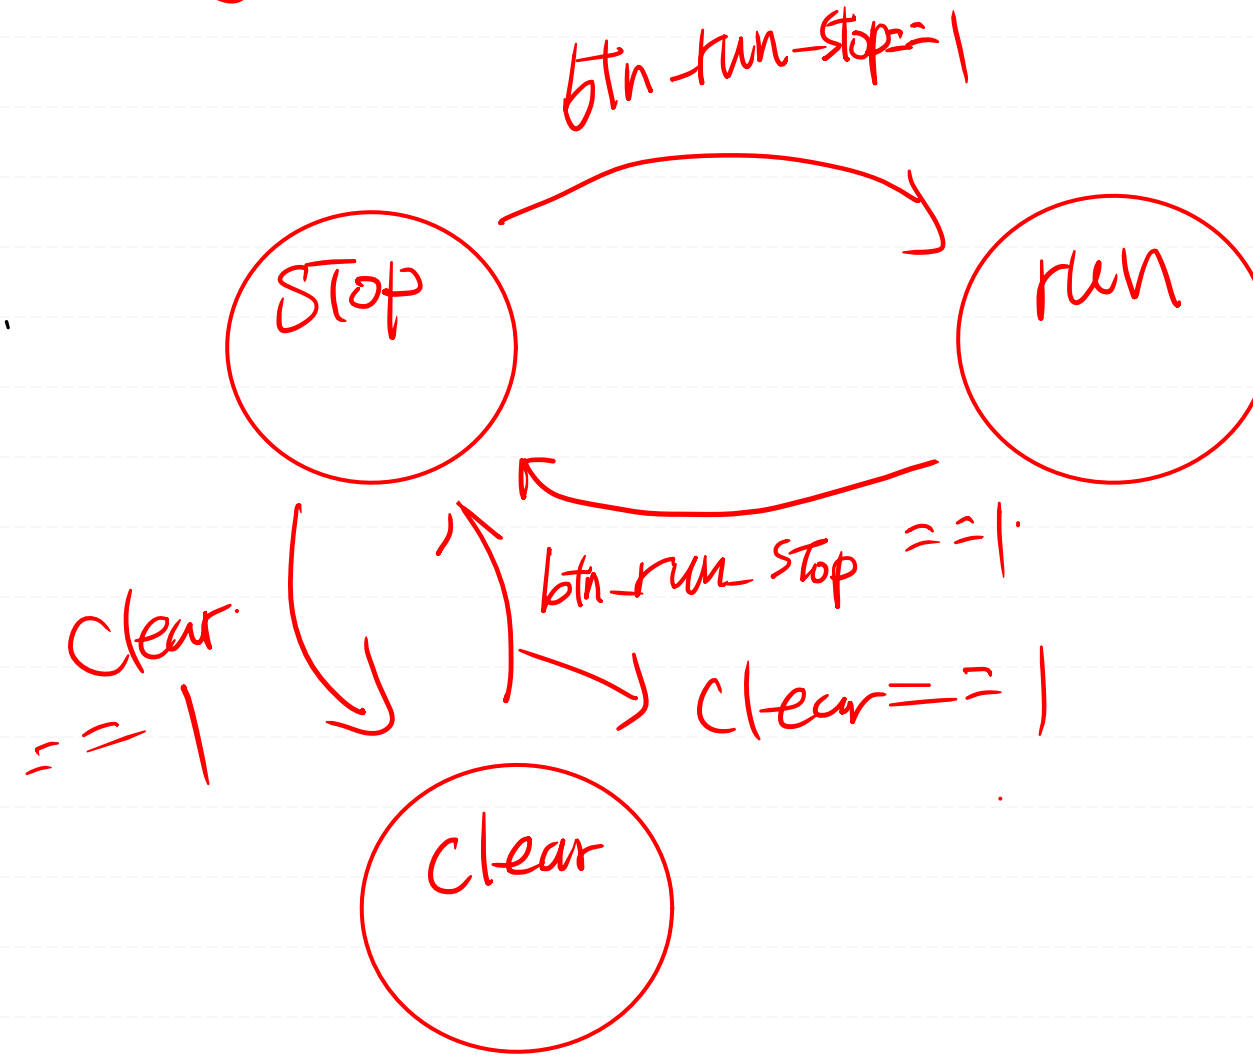 btn_run_stop==1
stop
run
btn_run_stop ==1
clear
==1
clear==1
clear